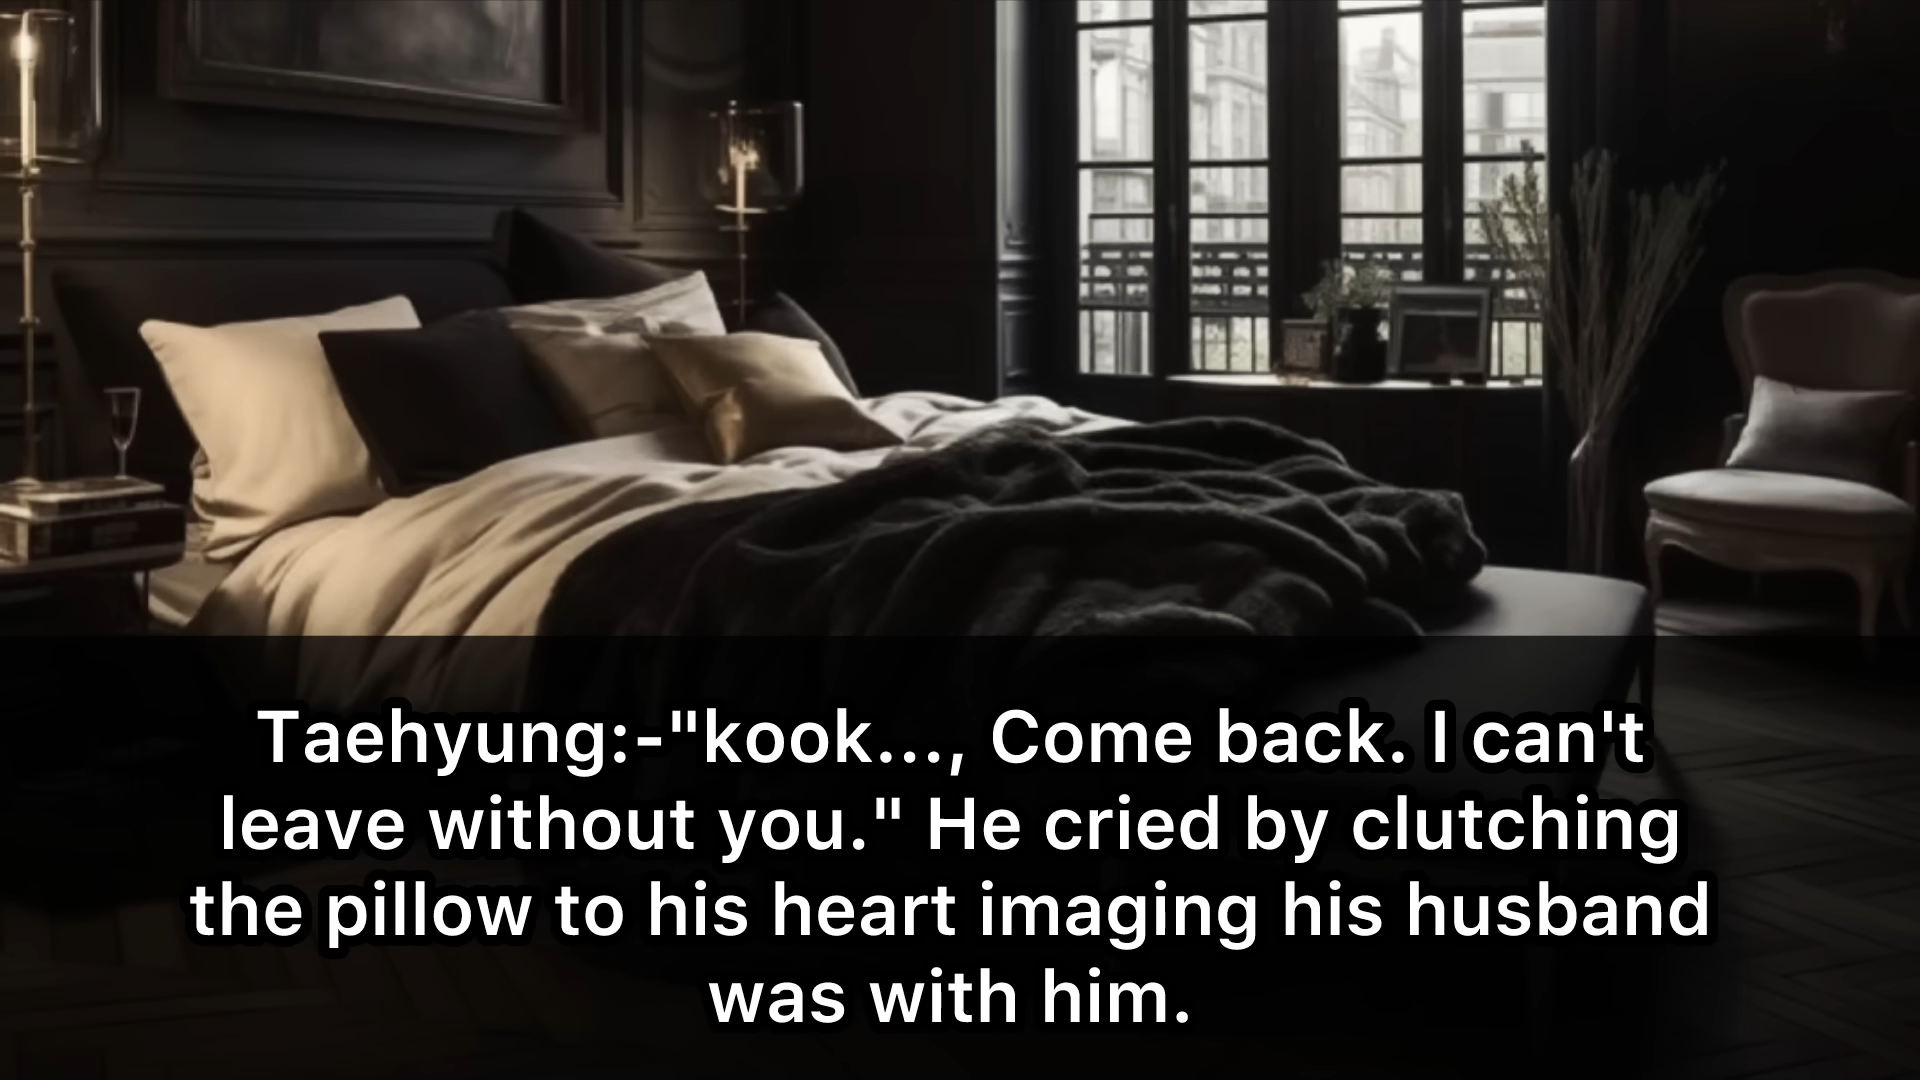 Taehyung:-"kook..., Come back. I can't
leave without you." He cried by clutching
the pillow to his heart imaging his husband
was with him.